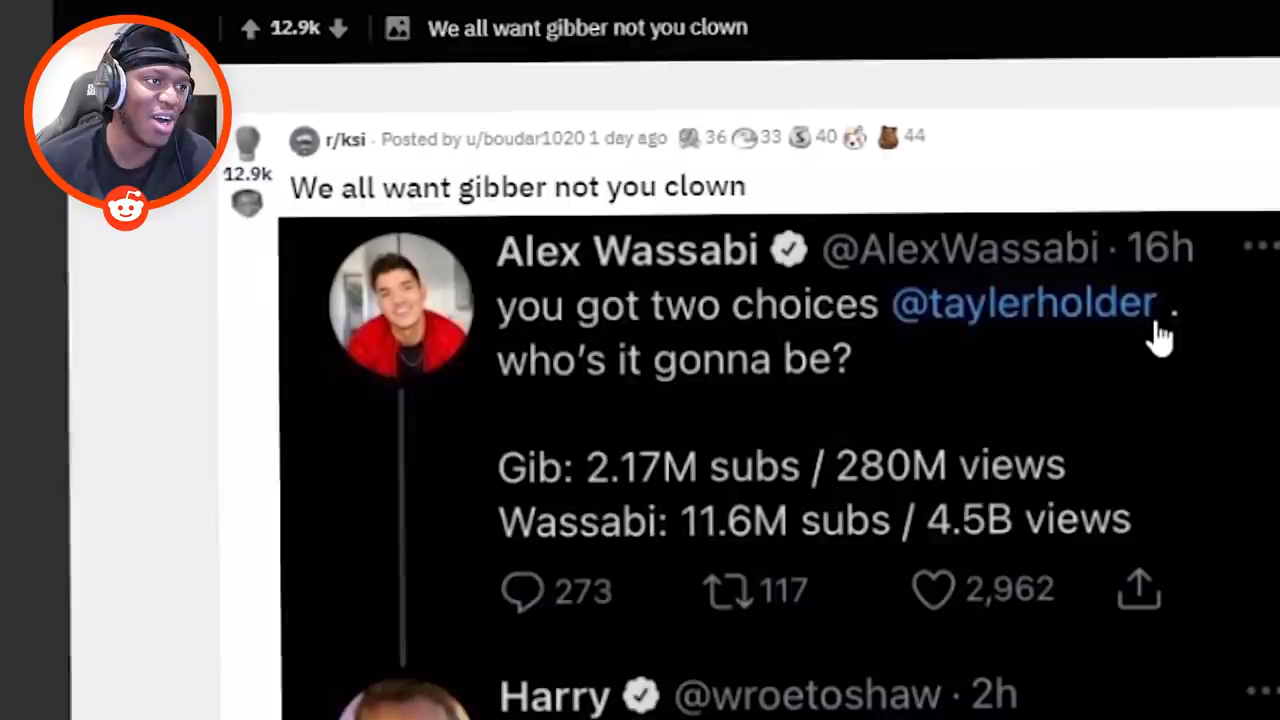 12.9k We all want gibber not you clown
r/ksi · Posted by u/boudar1020 1 day ago 36 33 40 44
12.9k
We all want gibber not you clown
Alex Wassabi @AlexWassabi · 16h
you got two choices @taylerholder .
who's it gonna be?
Gib: 2.17M subs / 280M views
Wassabi: 11.6M subs / 4.5B views
273 117 2,962
Harry @wroetoshaw · 2h